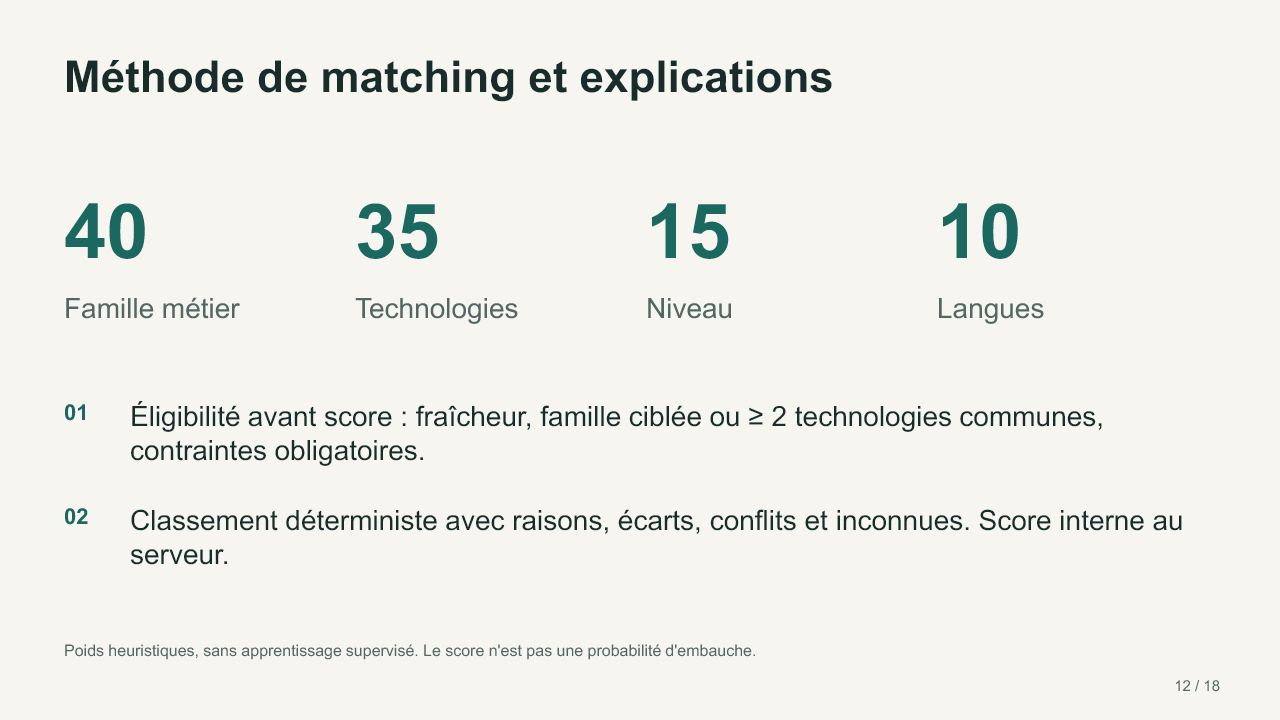 Méthode de matching et explications
40
35
15
10
Famille métier
Technologies
Niveau
Langues
01
Éligibilité avant score : fraîcheur, famille ciblée ou ≥ 2 technologies communes,
contraintes obligatoires.
02
Classement déterministe avec raisons, écarts, conflits et inconnues. Score interne au
serveur.
Poids heuristiques, sans apprentissage supervisé. Le score n'est pas une probabilité d'embauche.
12 / 18